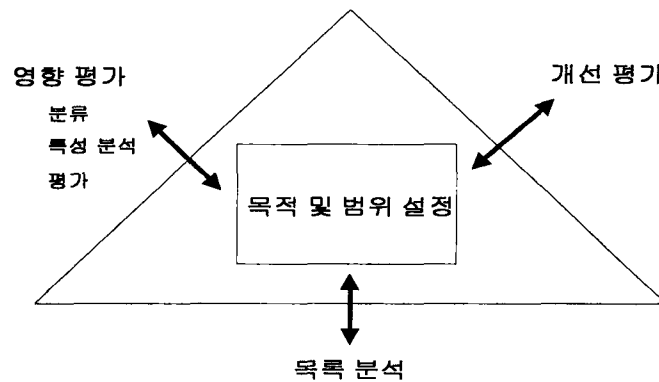 영향 평가
분류
특성 분석
평가
개선 평가
목적 및 범위 설정
목록 분석